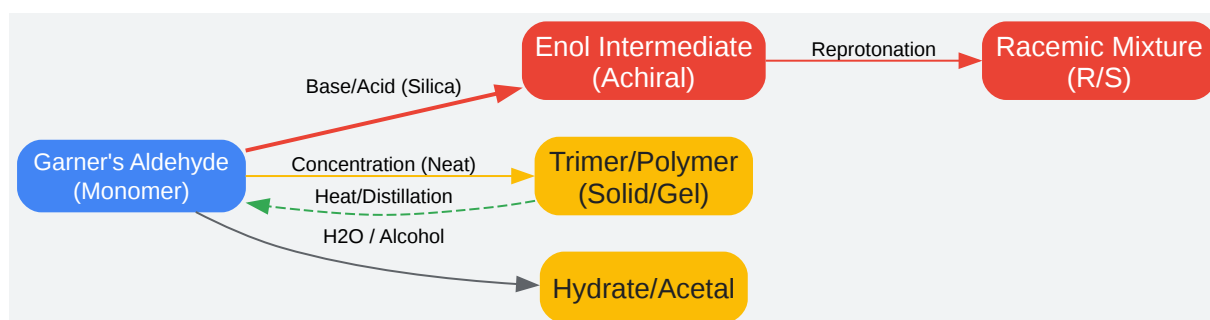 Enol Intermediate
(Achiral)
Reprotonation
Racemic Mixture
(R/S)
Base/Acid (Silica)
Garner's Aldehyde
(Monomer)
Concentration (Neat)
Trimer/Polymer
(Solid/Gel)
Heat/Distillation
H2O / Alcohol
Hydrate/Acetal